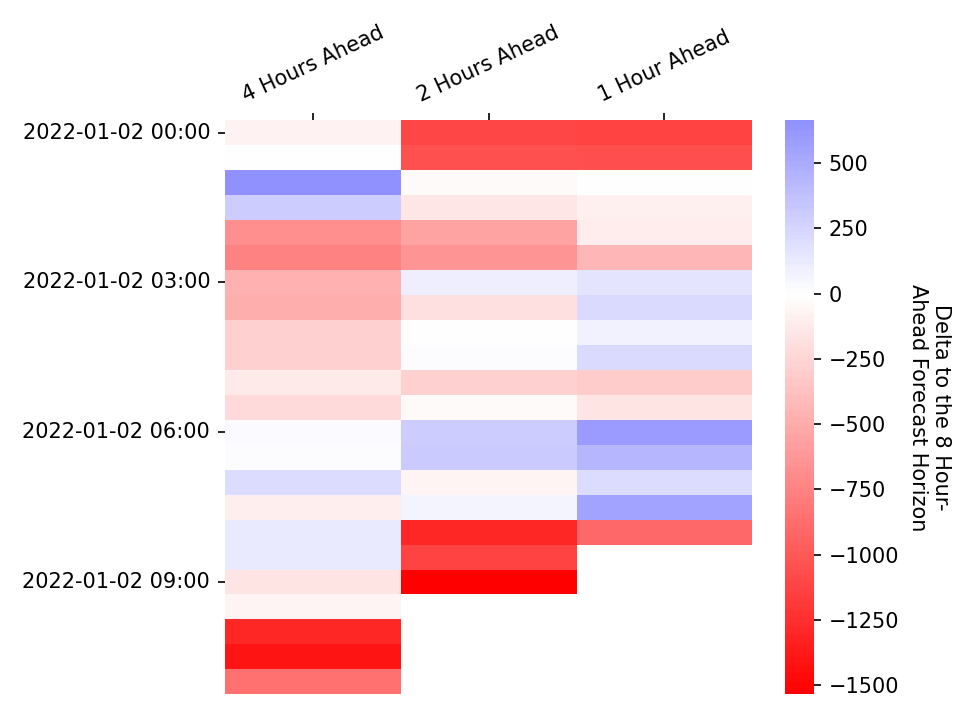 4 Hours Ahead
2 Hours Ahead
1 Hour Ahead
2022-01-02 00:00
2022-01-02 03:00
2022-01-02 06:00
2022-01-02 09:00
500
250
0
−250
−500
−750
−1000
−1250
−1500
Delta to the 8 Hour-
Ahead Forecast Horizon